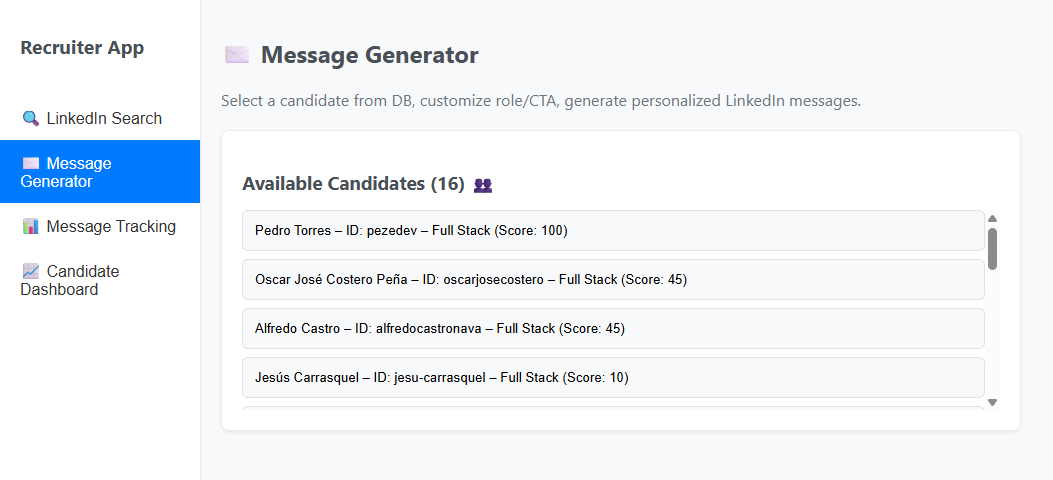 Recruiter App
LinkedIn Search
Message
Generator
Message Tracking
Candidate
Dashboard
Message Generator
Select a candidate from DB, customize role/CTA, generate personalized LinkedIn messages.
Available Candidates (16)
Pedro Torres – ID: pezedev – Full Stack (Score: 100)
Oscar José Costero Peña – ID: oscarjosecostero – Full Stack (Score: 45)
Alfredo Castro – ID: alfredocastronava – Full Stack (Score: 45)
Jesús Carrasquel – ID: jesu-carrasquel – Full Stack (Score: 10)